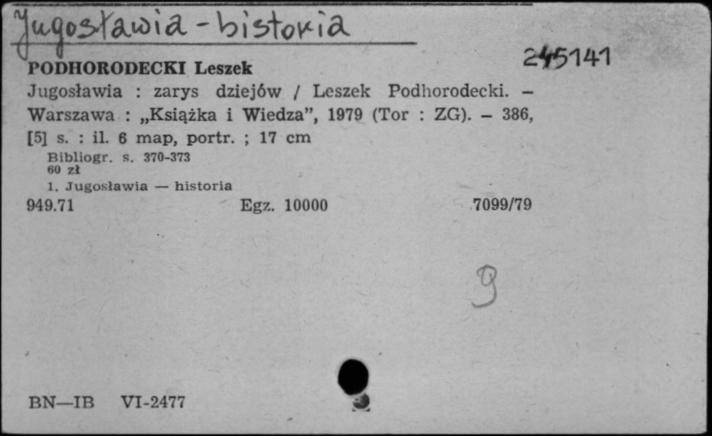 Jugosławia - historia
245141
PODHORODECKI Leszek
Jugosławia : zarys dziejów / Leszek Podhorodecki. –
Warszawa : „Książka i Wiedza”, 1979 (Tor : ZG). – 386,
[5] s. : il. 6 map, portr. ; 17 cm
Bibliogr. s. 370-373
60 zł
1. Jugosławia — historia
949.71 Egz. 10000 7099/79
9
BN—IB VI-2477